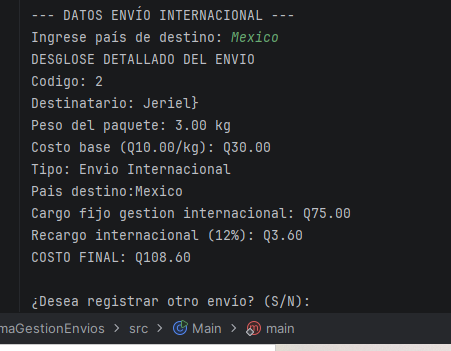 --- DATOS ENVÍO INTERNACIONAL ---
Ingrese país de destino: Mexico
DESGLOSE DETALLADO DEL ENVIO
Codigo: 2
Destinatario: Jeriel}
Peso del paquete: 3.00 kg
Costo base (Q10.00/kg): Q30.00
Tipo: Envio Internacional
Pais destino:Mexico
Cargo fijo gestion internacional: Q75.00
Recargo internacional (12%): Q3.60
COSTO FINAL: Q108.60
¿Desea registrar otro envío? (S/N):
maGestionEnvios > src > Main > main